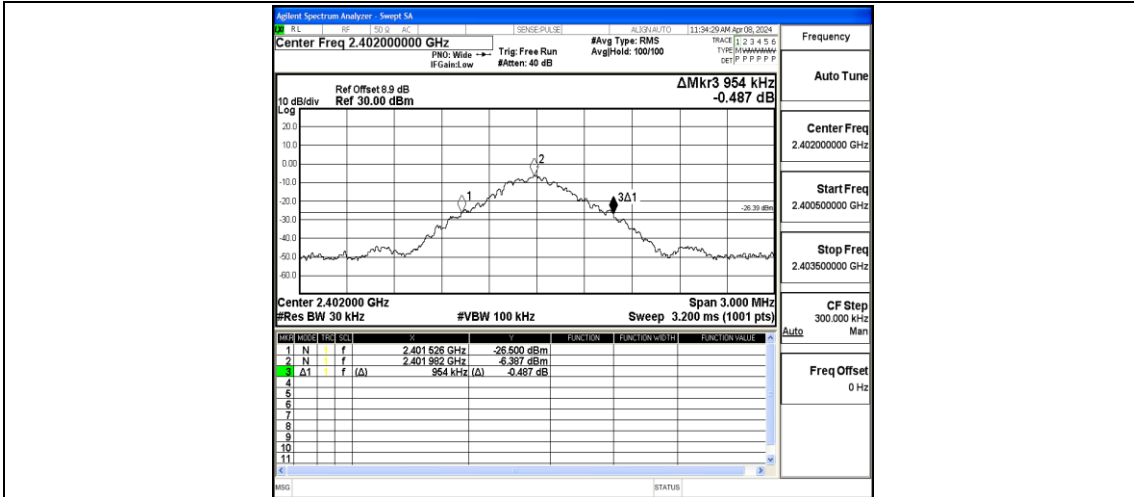 Agilent Spectrum Analyzer - Swept SA
RL RF 50 Ω AC SENSE:PULSE ALIGNAUTO 11:34:29 AM Apr 08, 2024
Center Freq 2.402000000 GHz
PNO: Wide
IFGain:Low
Trig: Free Run
#Atten: 40 dB
#Avg Type: RMS
Avg|Hold: 100/100
TRACE 1 2 3 4 5 6
TYPE MWWWWW
DET P P P P P P
Frequency
ΔMkr3 954 kHz
-0.487 dB
Ref Offset 8.9 dB
10 dB/div Ref 30.00 dBm
Log
20.0
10.0
0.00
-10.0
-20.0
-30.0
-40.0
-50.0
-60.0
2
1
3Δ1
-26.39 dBm
Center 2.402000 GHz Span 3.000 MHz
#Res BW 30 kHz #VBW 100 kHz Sweep 3.200 ms (1001 pts)
MKR MODE TRC SCL X Y FUNCTION FUNCTION WIDTH FUNCTION VALUE
1 N 1 f 2.401 526 GHz -26.500 dBm
2 N 1 f 2.401 982 GHz -6.387 dBm
3 Δ1 1 f (Δ) 954 kHz (Δ) -0.487 dB
4
5
6
7
8
9
10
11
MSG STATUS
Auto Tune
Center Freq
2.402000000 GHz
Start Freq
2.400500000 GHz
Stop Freq
2.403500000 GHz
CF Step
300.000 kHz
Auto Man
Freq Offset
0 Hz